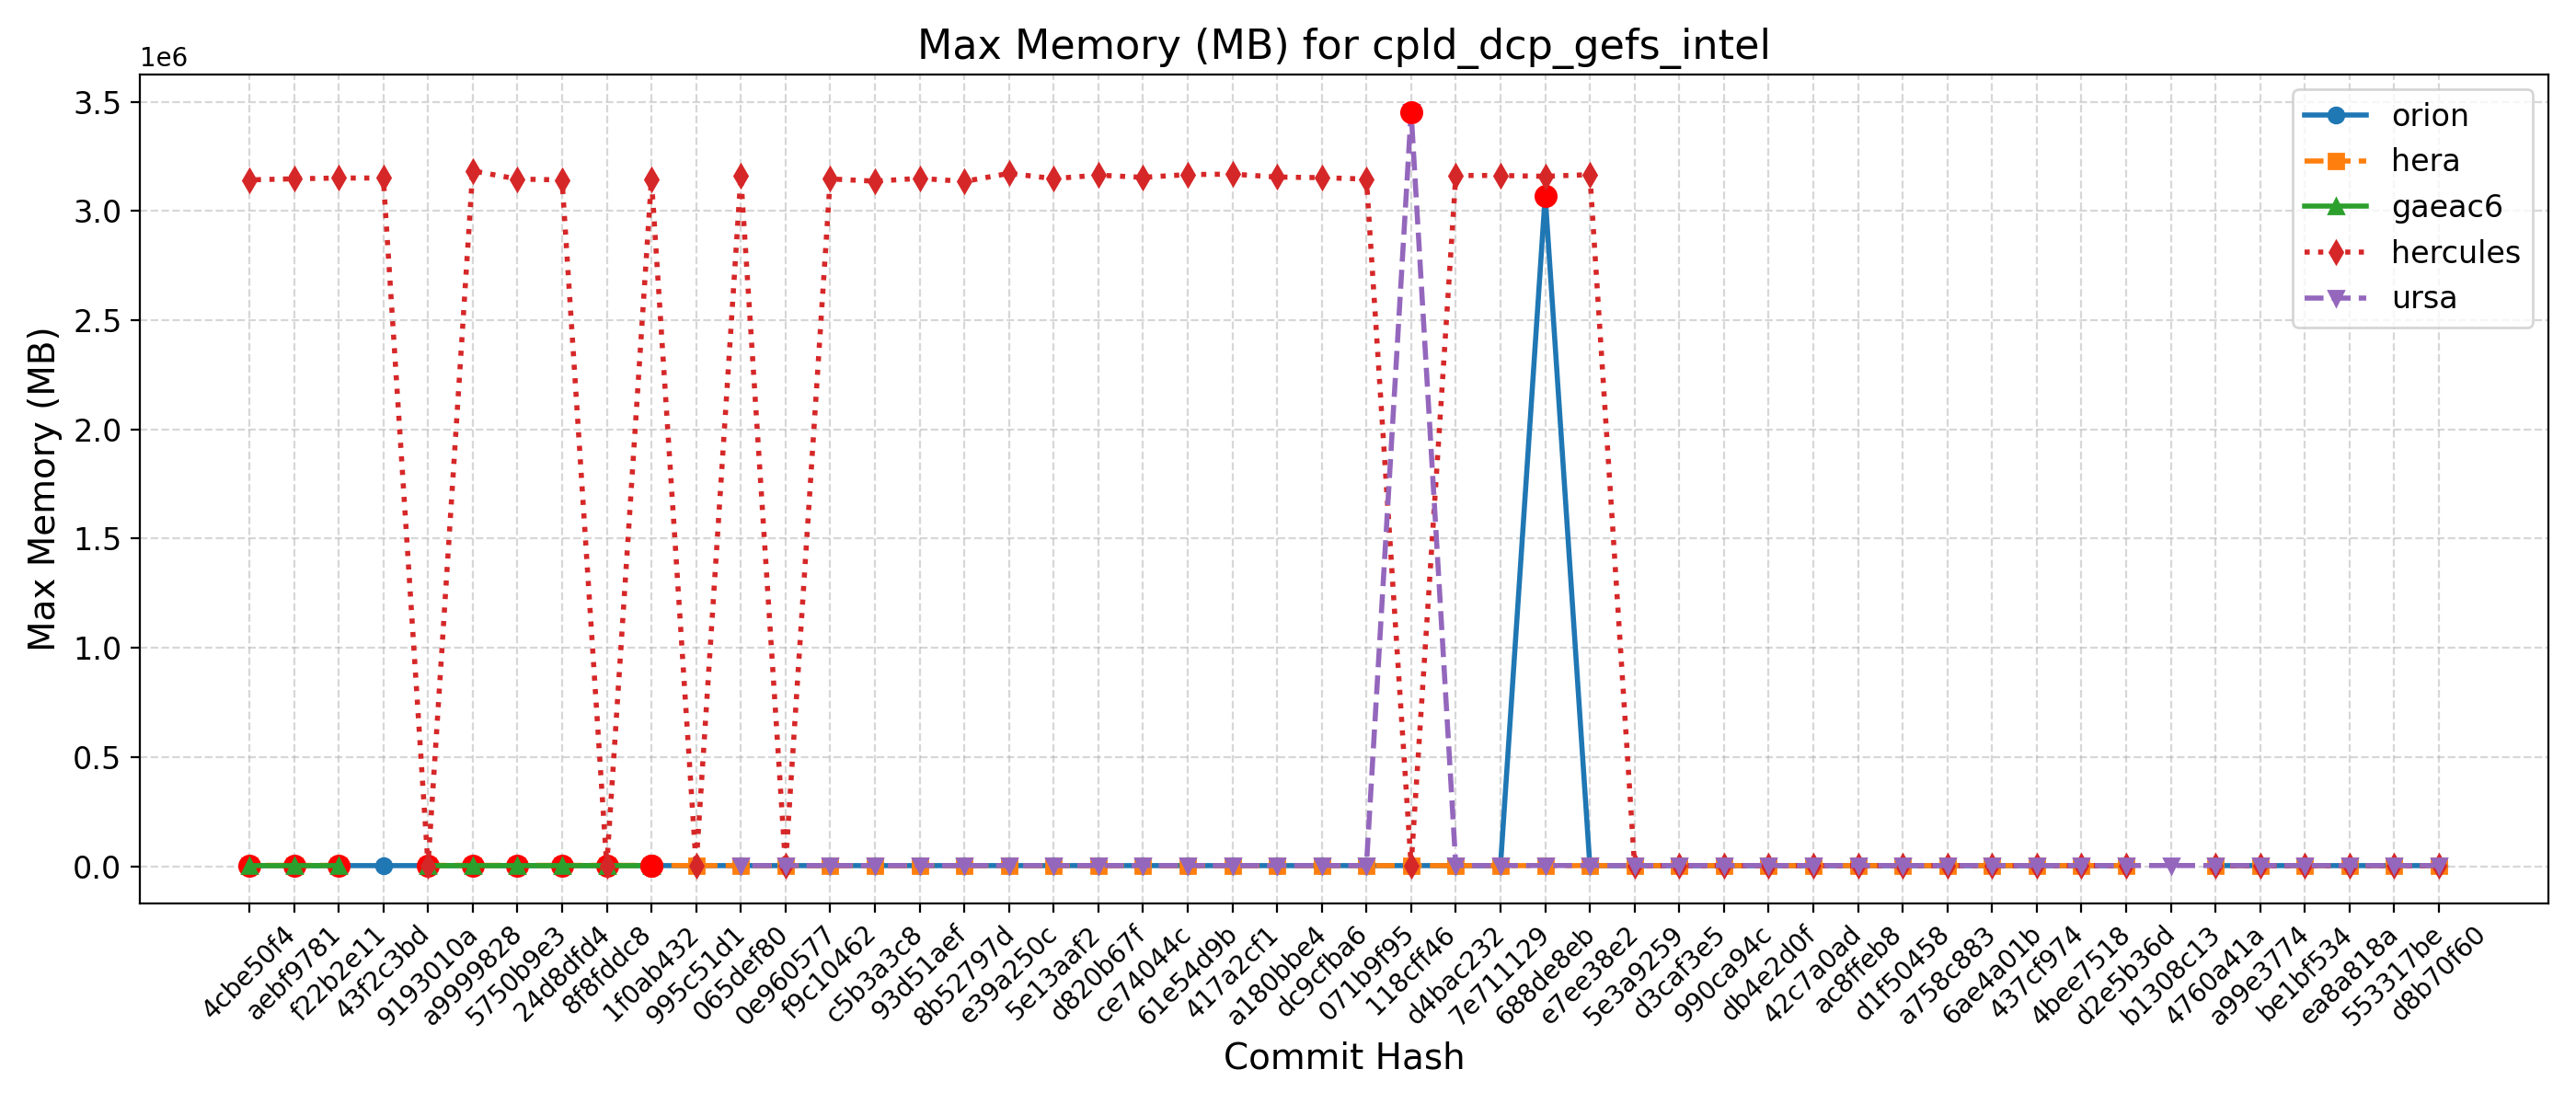 Max Memory (MB) for cpld_dcp_gefs_intel
1e6
3.5
3.0
2.5
2.0
1.5
1.0
0.5
0.0
Max Memory (MB)
orion
hera
gaeac6
hercules
ursa
4cbe50f4
aebf9781
f22b2e11
43f2c3bd
9193010a
a9999828
5750b9e3
24d8dfd4
8f8fddc8
1f0ab432
995c51d1
065def80
0e960577
f9c10462
c5b3a3c8
93d51aef
8b52797d
e39a250c
5e13aaf2
d820b67f
ce74044c
61e54d9b
417a2cf1
a180bbe4
dc9cfba6
071b9f95
118cff46
d4bac232
7e711129
688de8eb
e7ee38e2
5e3a9259
d3caf3e5
990ca94c
db4e2d0f
42c7a0ad
ac8ffeb8
d1f50458
a758c883
6ae4a01b
437cf974
4bee7518
d2e5b36d
b1308c13
4760a41a
a99e3774
be1bf534
ea8a818a
553317be
d8b70f60
Commit Hash